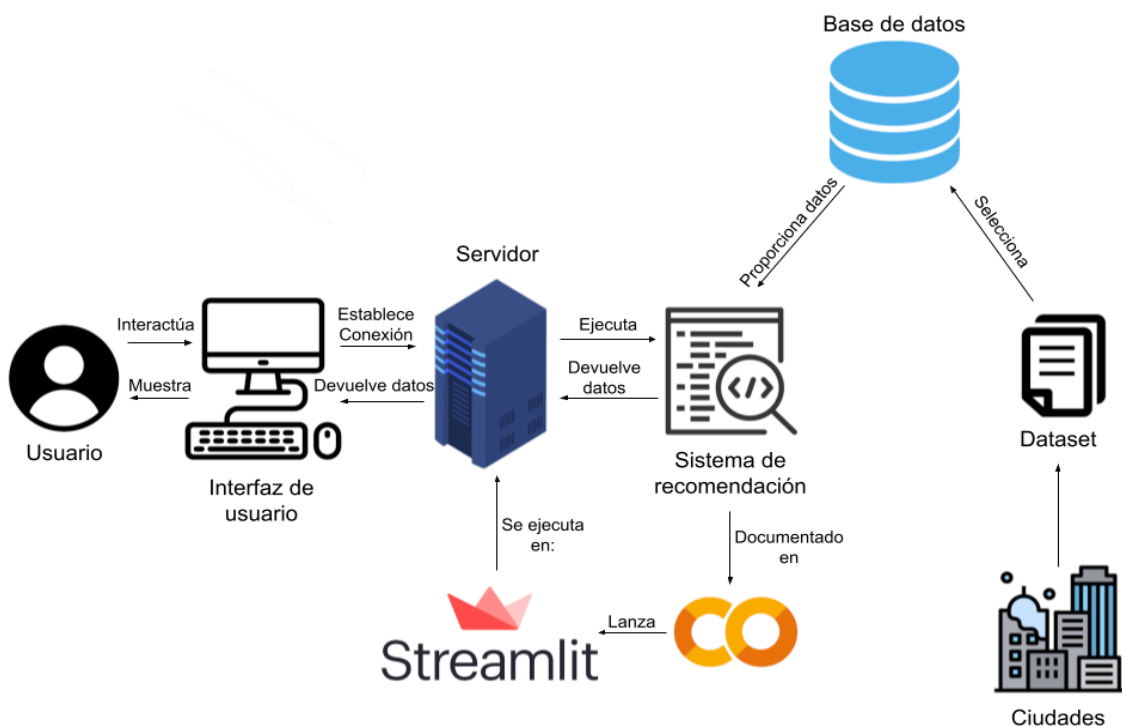 Base de datos
Proporciona datos
Selecciona
Servidor
Interactúa
Establece
Conexión
Ejecuta
Muestra
Devuelve datos
Devuelve
datos
Usuario
Interfaz de
usuario
Sistema de
recomendación
Dataset
Se ejecuta
en:
Documentado
en
Lanza
Streamlit
Ciudades